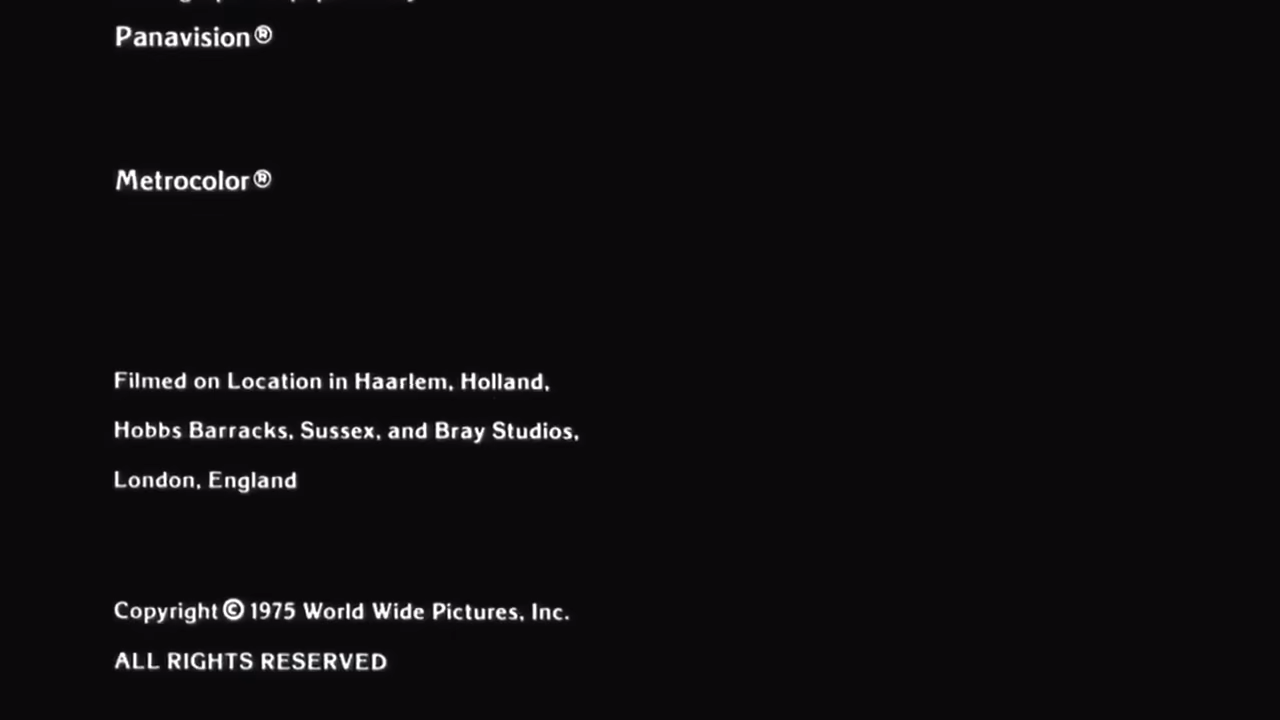 Panavision®
Metrocolor®
Filmed on Location in Haarlem, Holland,
Hobbs Barracks, Sussex, and Bray Studios,
London, England
Copyright © 1975 World Wide Pictures, Inc.
ALL RIGHTS RESERVED